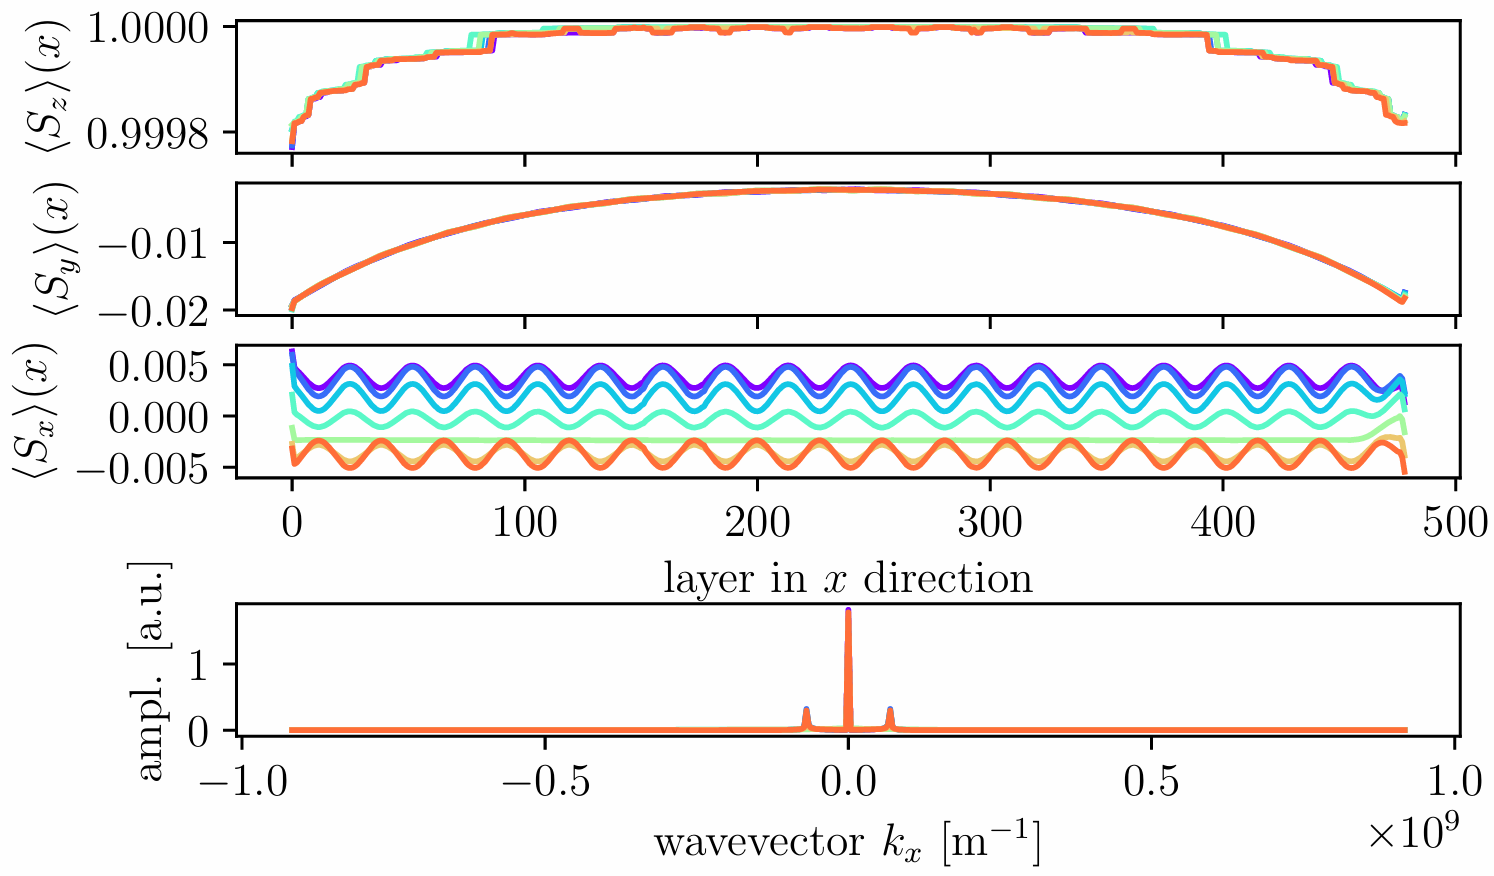 ⟨S_z⟩(x)
1.0000
0.9998
⟨S_y⟩(x)
−0.01
−0.02
⟨S_x⟩(x)
0.005
0.000
−0.005
0 100 200 300 400 500
layer in x direction
ampl. [a.u.]
1
0
−1.0 −0.5 0.0 0.5 1.0
×10⁹
wavevector k_x [m⁻¹]